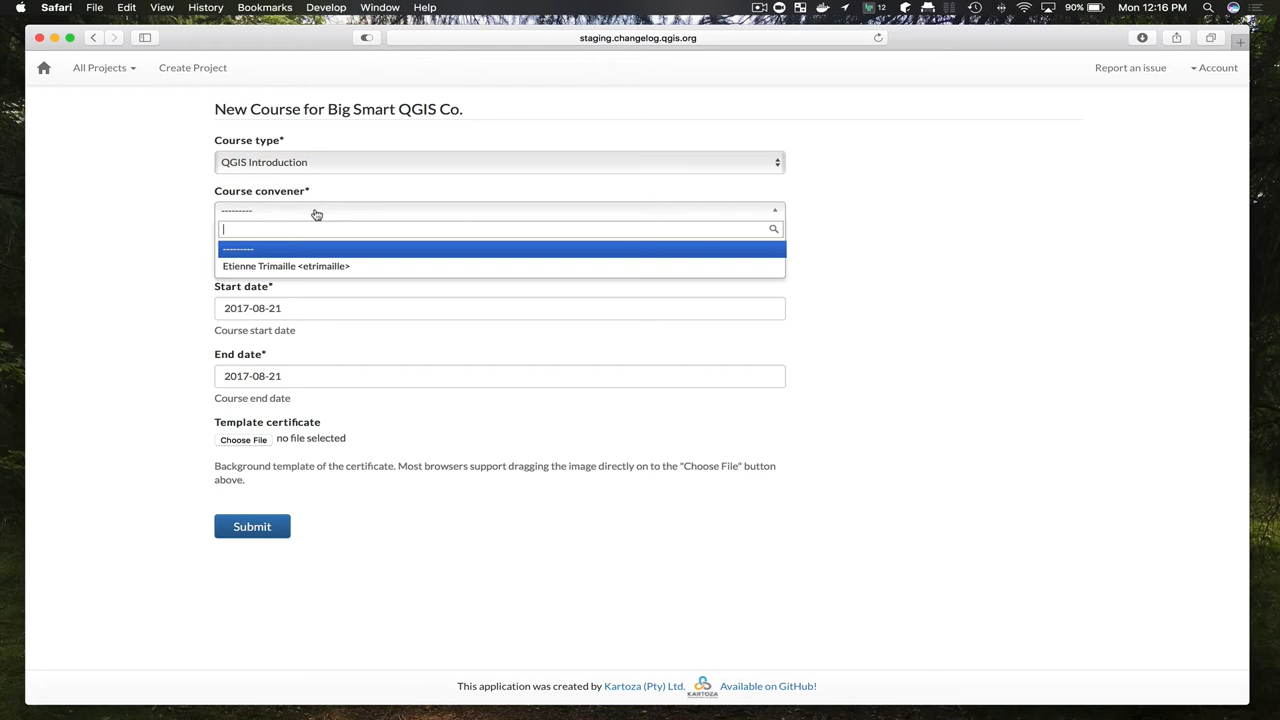 Safari File Edit View History Bookmarks Develop Window Help 12 90% Mon 12:16 PM
staging.changelog.qgis.org
All Projects Create Project Report an issue Account
New Course for Big Smart QGIS Co.
Course type*
QGIS Introduction
Course convener*
---------
---------
Etienne Trimaille <etrimaille>
Start date*
2017-08-21
Course start date
End date*
2017-08-21
Course end date
Template certificate
Choose File no file selected
Background template of the certificate. Most browsers support dragging the image directly on to the "Choose File" button
above.
Submit
This application was created by Kartoza (Pty) Ltd. KARTOZA Available on GitHub!